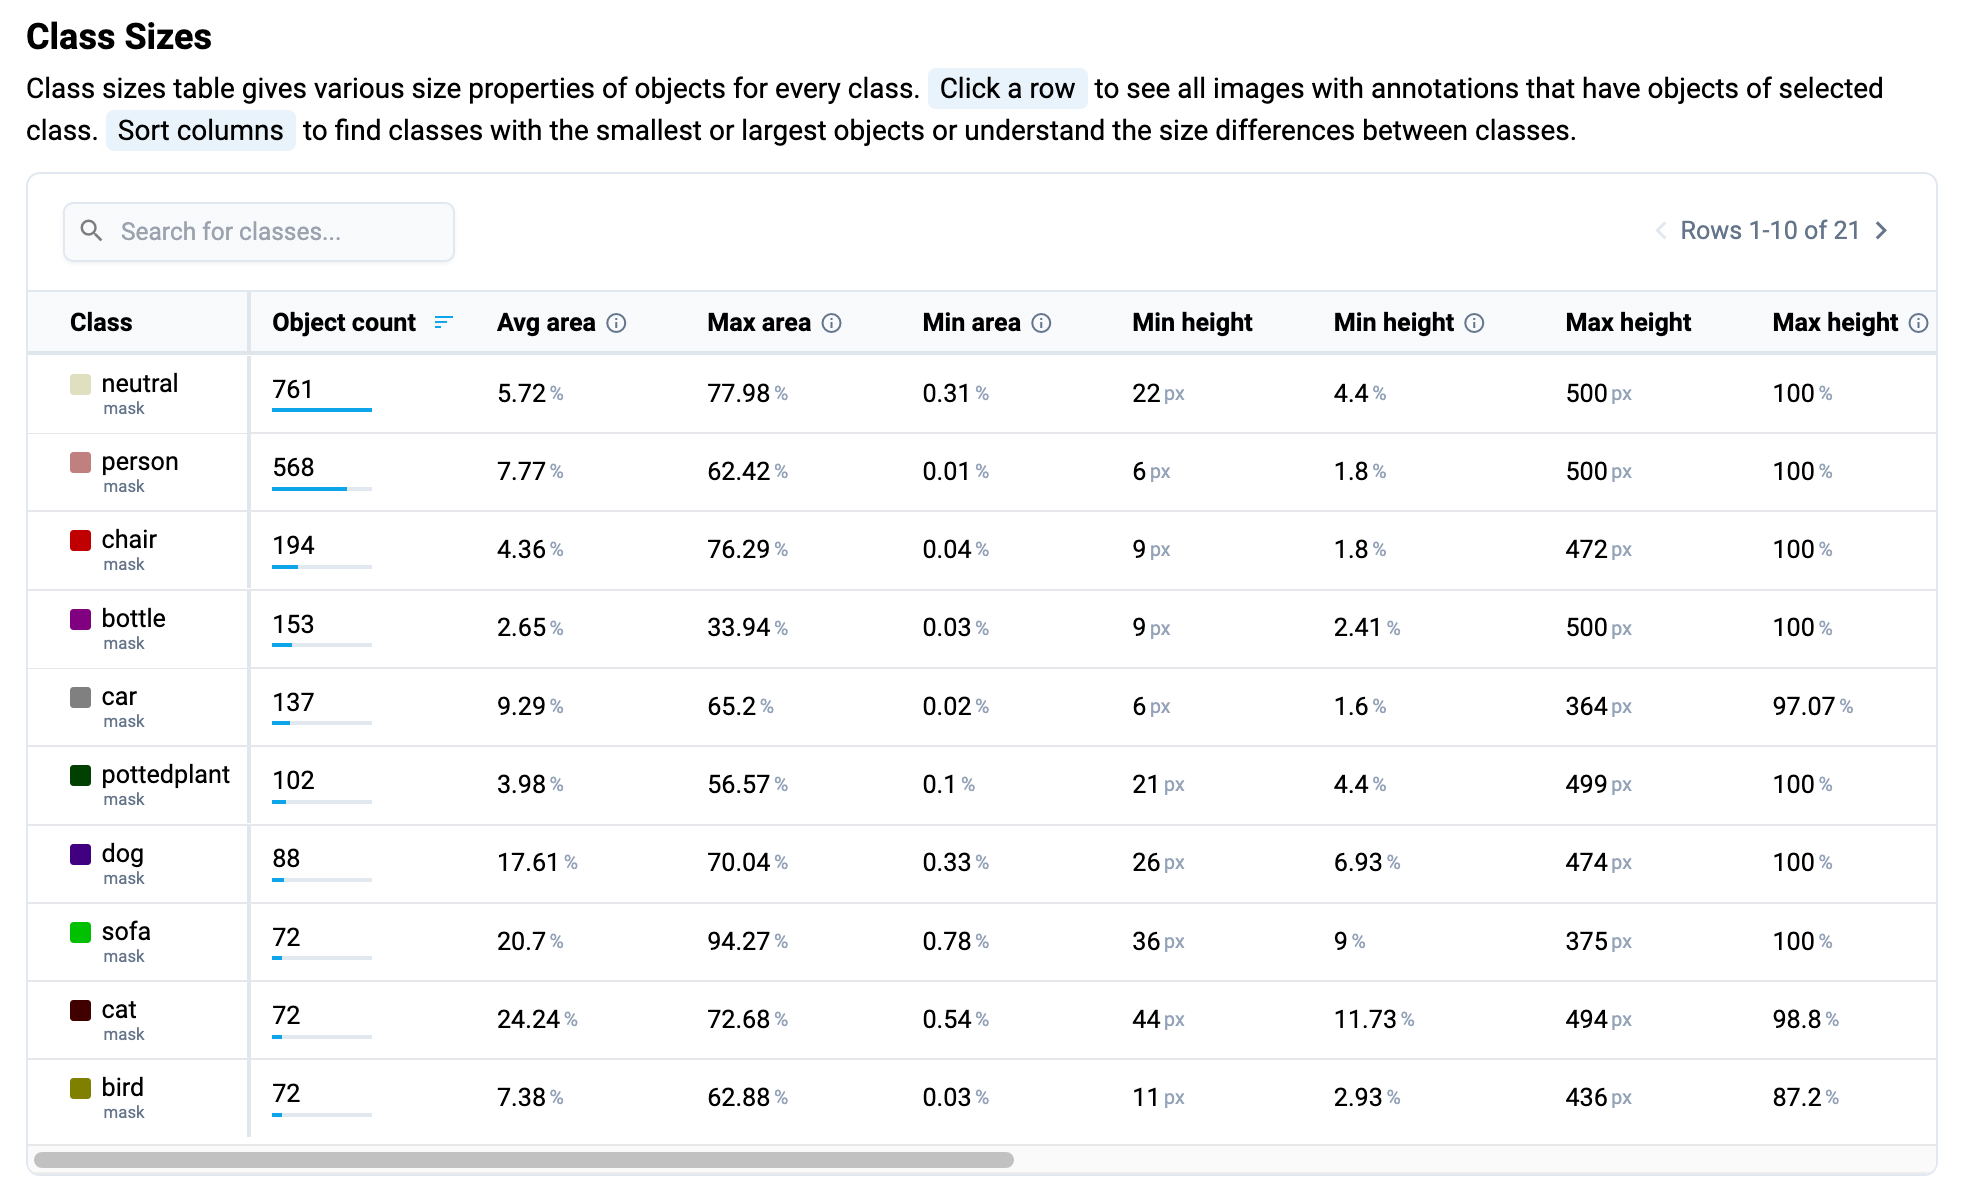 Class Sizes
Class sizes table gives various size properties of objects for every class. Click a row to see all images with annotations that have objects of selected
class. Sort columns to find classes with the smallest or largest objects or understand the size differences between classes.
Search for classes... Rows 1-10 of 21
Class Object count Avg area Max area Min area Min height Min height Max height Max height
neutral mask 761 5.72 % 77.98 % 0.31 % 22 px 4.4 % 500 px 100 %
person mask 568 7.77 % 62.42 % 0.01 % 6 px 1.8 % 500 px 100 %
chair mask 194 4.36 % 76.29 % 0.04 % 9 px 1.8 % 472 px 100 %
bottle mask 153 2.65 % 33.94 % 0.03 % 9 px 2.41 % 500 px 100 %
car mask 137 9.29 % 65.2 % 0.02 % 6 px 1.6 % 364 px 97.07 %
pottedplant mask 102 3.98 % 56.57 % 0.1 % 21 px 4.4 % 499 px 100 %
dog mask 88 17.61 % 70.04 % 0.33 % 26 px 6.93 % 474 px 100 %
sofa mask 72 20.7 % 94.27 % 0.78 % 36 px 9 % 375 px 100 %
cat mask 72 24.24 % 72.68 % 0.54 % 44 px 11.73 % 494 px 98.8 %
bird mask 72 7.38 % 62.88 % 0.03 % 11 px 2.93 % 436 px 87.2 %